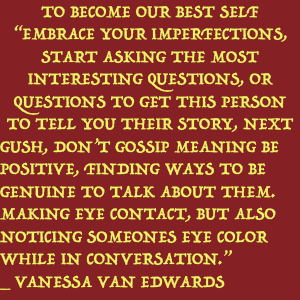 TO BECOME OUR BEST SELF
"EMBRACE YOUR IMPERFECTIONS,
START ASKING THE MOST
INTERESTING QUESTIONS, OR
QUESTIONS TO GET THIS PERSON
TO TELL YOU THEIR STORY, NEXT
GUSH, DON'T GOSSIP MEANING BE
POSITIVE, FINDING WAYS TO BE
GENUINE TO TALK ABOUT THEM.
MAKING EYE CONTACT, BUT ALSO
NOTICING SOMEONES EYE COLOR
WHILE IN CONVERSATION."
_ VANESSA VAN EDWARDS